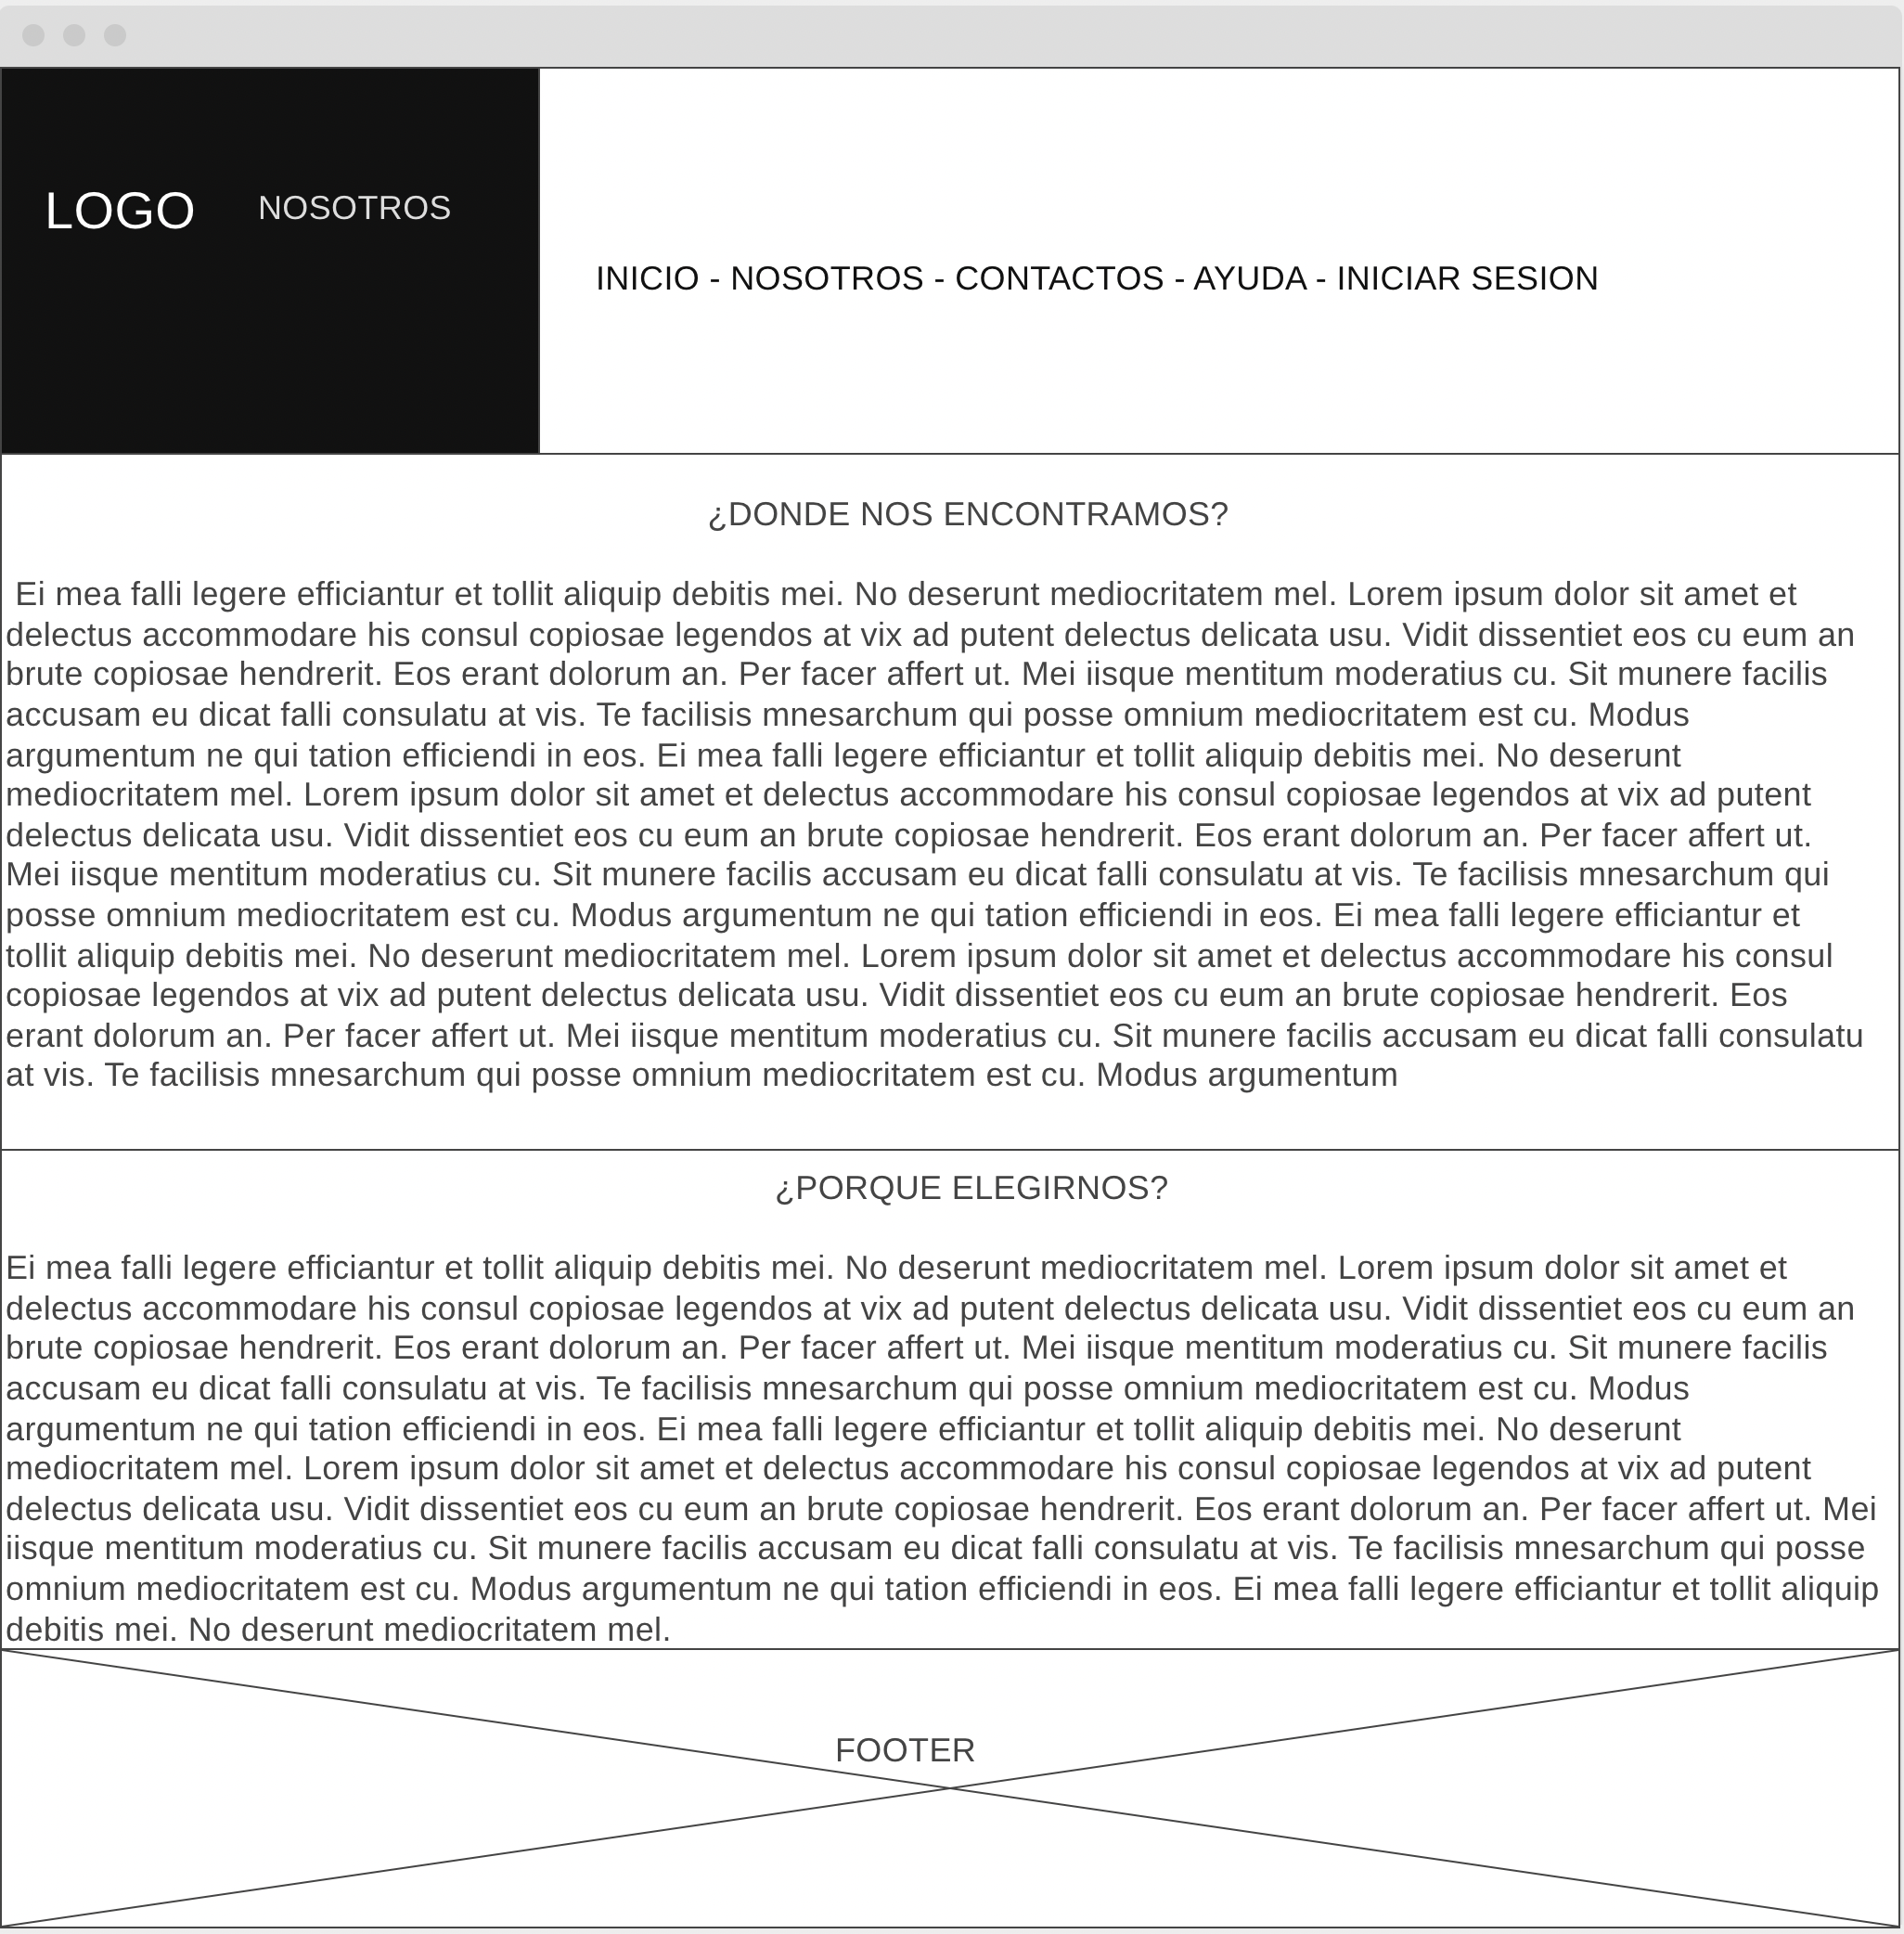 LOGO NOSOTROS
INICIO - NOSOTROS - CONTACTOS - AYUDA - INICIAR SESION
¿DONDE NOS ENCONTRAMOS?
Ei mea falli legere efficiantur et tollit aliquip debitis mei. No deserunt mediocritatem mel. Lorem ipsum dolor sit amet et
delectus accommodare his consul copiosae legendos at vix ad putent delectus delicata usu. Vidit dissentiet eos cu eum an
brute copiosae hendrerit. Eos erant dolorum an. Per facer affert ut. Mei iisque mentitum moderatius cu. Sit munere facilis
accusam eu dicat falli consulatu at vis. Te facilisis mnesarchum qui posse omnium mediocritatem est cu. Modus
argumentum ne qui tation efficiendi in eos. Ei mea falli legere efficiantur et tollit aliquip debitis mei. No deserunt
mediocritatem mel. Lorem ipsum dolor sit amet et delectus accommodare his consul copiosae legendos at vix ad putent
delectus delicata usu. Vidit dissentiet eos cu eum an brute copiosae hendrerit. Eos erant dolorum an. Per facer affert ut.
Mei iisque mentitum moderatius cu. Sit munere facilis accusam eu dicat falli consulatu at vis. Te facilisis mnesarchum qui
posse omnium mediocritatem est cu. Modus argumentum ne qui tation efficiendi in eos. Ei mea falli legere efficiantur et
tollit aliquip debitis mei. No deserunt mediocritatem mel. Lorem ipsum dolor sit amet et delectus accommodare his consul
copiosae legendos at vix ad putent delectus delicata usu. Vidit dissentiet eos cu eum an brute copiosae hendrerit. Eos
erant dolorum an. Per facer affert ut. Mei iisque mentitum moderatius cu. Sit munere facilis accusam eu dicat falli consulatu
at vis. Te facilisis mnesarchum qui posse omnium mediocritatem est cu. Modus argumentum
¿PORQUE ELEGIRNOS?
Ei mea falli legere efficiantur et tollit aliquip debitis mei. No deserunt mediocritatem mel. Lorem ipsum dolor sit amet et
delectus accommodare his consul copiosae legendos at vix ad putent delectus delicata usu. Vidit dissentiet eos cu eum an
brute copiosae hendrerit. Eos erant dolorum an. Per facer affert ut. Mei iisque mentitum moderatius cu. Sit munere facilis
accusam eu dicat falli consulatu at vis. Te facilisis mnesarchum qui posse omnium mediocritatem est cu. Modus
argumentum ne qui tation efficiendi in eos. Ei mea falli legere efficiantur et tollit aliquip debitis mei. No deserunt
mediocritatem mel. Lorem ipsum dolor sit amet et delectus accommodare his consul copiosae legendos at vix ad putent
delectus delicata usu. Vidit dissentiet eos cu eum an brute copiosae hendrerit. Eos erant dolorum an. Per facer affert ut. Mei
iisque mentitum moderatius cu. Sit munere facilis accusam eu dicat falli consulatu at vis. Te facilisis mnesarchum qui posse
omnium mediocritatem est cu. Modus argumentum ne qui tation efficiendi in eos. Ei mea falli legere efficiantur et tollit aliquip
debitis mei. No deserunt mediocritatem mel.
FOOTER